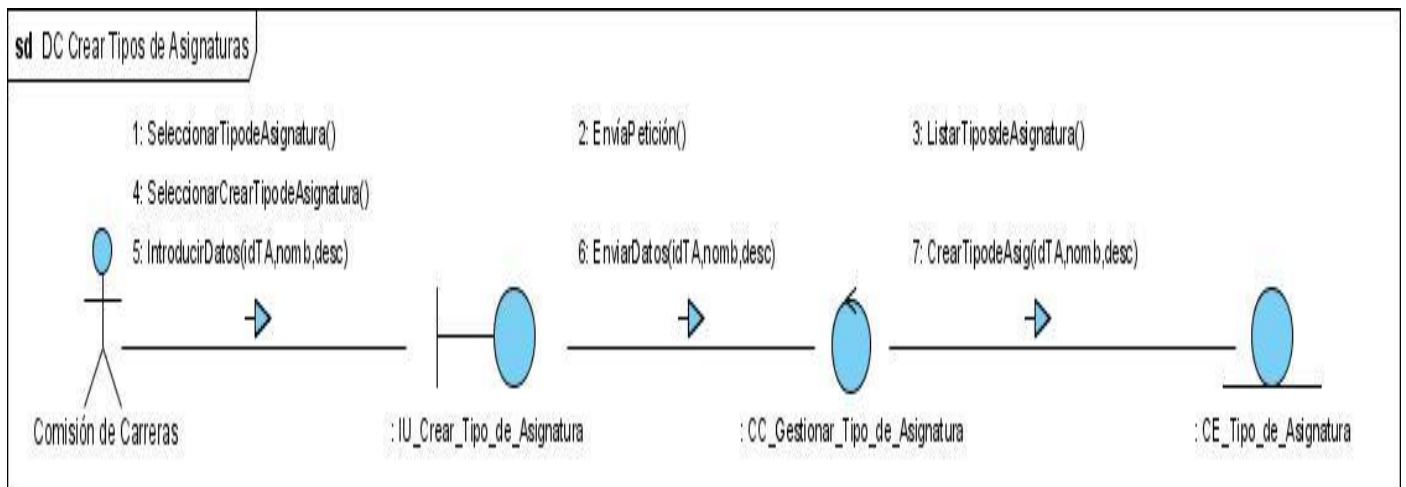 sd DC Crear Tipos de Asignaturas
1: SeleccionarTipodeAsignatura()
2: EnvíaPetición()
3: ListarTiposdeAsignatura()
4: SeleccionarCrearTipodeAsignatura()
5: IntroducirDatos(idTA,nomb,desc)
6: EnviarDatos(idTA,nomb,desc)
7: CrearTipodeAsig(idTA,nomb,desc)
Comisión de Carreras
: IU_Crear_Tipo_de_Asignatura
: CC_Gestionar_Tipo_de_Asignatura
: CE_Tipo_de_Asignatura